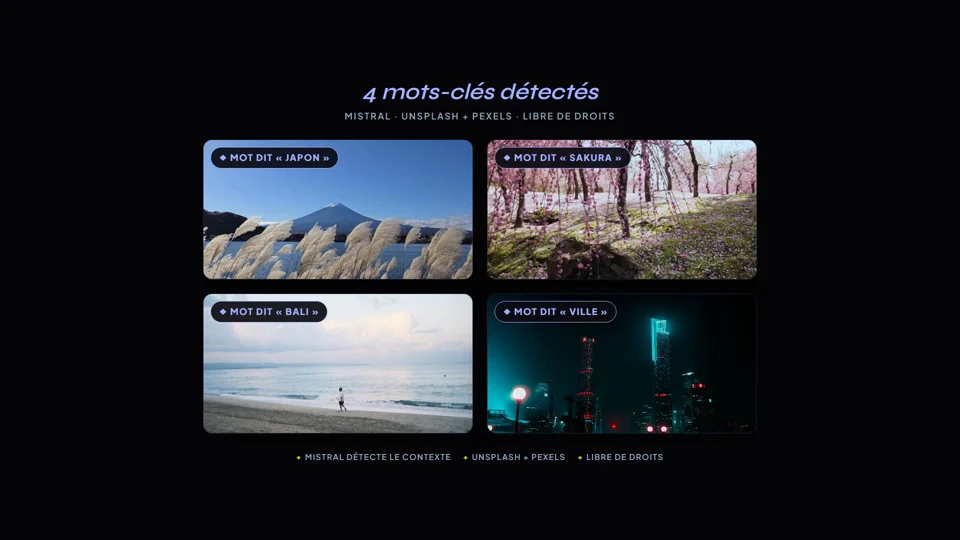 4 mots-clés détectés
MISTRAL · UNSPLASH + PEXELS · LIBRE DE DROITS
◆ MOT DIT « JAPON »
◆ MOT DIT « SAKURA »
◆ MOT DIT « BALI »
◆ MOT DIT « VILLE »
✦ MISTRAL DÉTECTE LE CONTEXTE ✦ UNSPLASH + PEXELS ✦ LIBRE DE DROITS